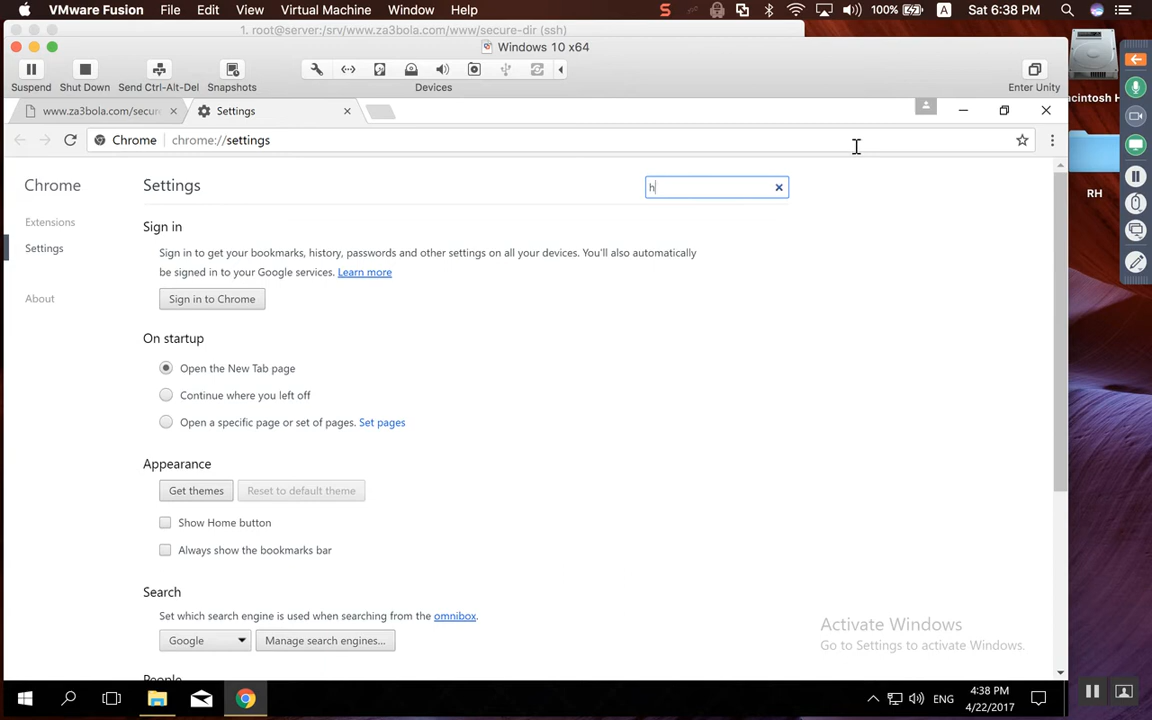 VMware Fusion File Edit View Virtual Machine Window Help 100% A Sat 6:38 PM
1. root@server:/srv/www.za3bola.com/www/secure-dir (ssh)
Windows 10 x64
Suspend Shut Down Send Ctrl-Alt-Del Snapshots Devices Enter Unity
acintosh H
www.za3bola.com/secur Settings
Chrome chrome://settings
RH
Chrome
Extensions
Settings
About
Settings
h
Sign in
Sign in to get your bookmarks, history, passwords and other settings on all your devices. You'll also automatically
be signed in to your Google services. Learn more
Sign in to Chrome
On startup
Open the New Tab page
Continue where you left off
Open a specific page or set of pages. Set pages
Appearance
Get themes Reset to default theme
Show Home button
Always show the bookmarks bar
Search
Set which search engine is used when searching from the omnibox.
Google Manage search engines...
People
Activate Windows
Go to Settings to activate Windows.
ENG
4:38 PM
4/22/2017